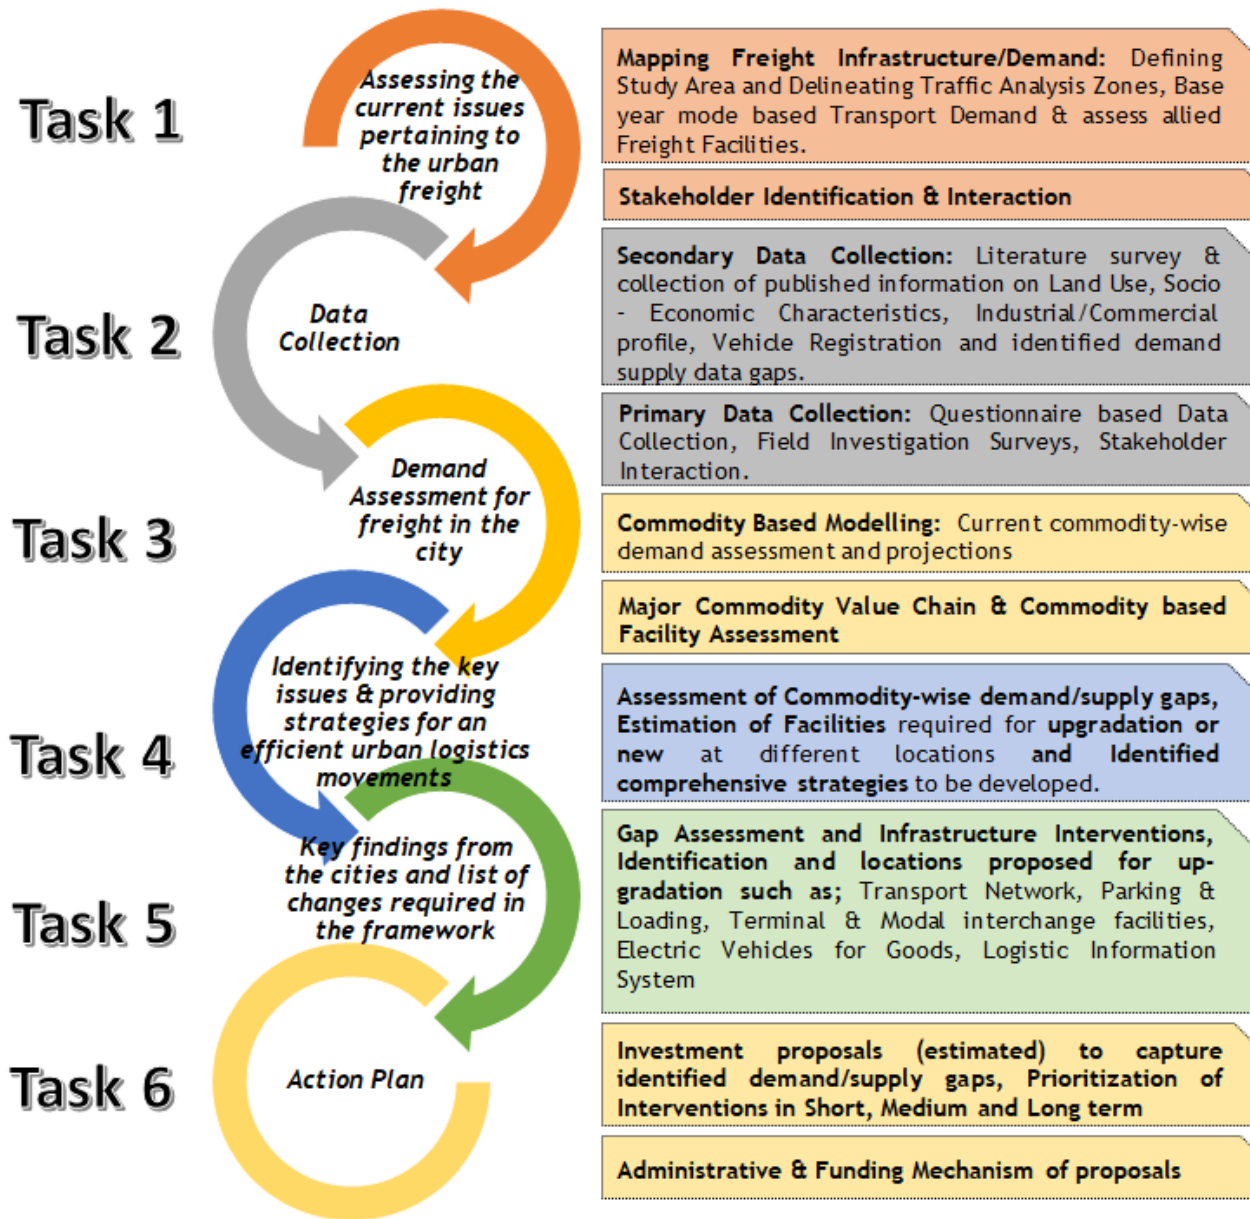 Task 1
Assessing the
current issues
pertaining to
the urban
freight
Mapping Freight Infrastructure/Demand: Defining
Study Area and Delineating Traffic Analysis Zones, Base
year mode based Transport Demand & assess allied
Freight Facilities.
Stakeholder Identification & Interaction
Task 2
Data
Collection
Secondary Data Collection: Literature survey &
collection of published information on Land Use, Socio
- Economic Characteristics, Industrial/Commercial
profile, Vehicle Registration and identified demand
supply data gaps.
Primary Data Collection: Questionnaire based Data
Collection, Field Investigation Surveys, Stakeholder
Interaction.
Task 3
Demand
Assessment for
freight in the
city
Commodity Based Modelling: Current commodity-wise
demand assessment and projections
Major Commodity Value Chain & Commodity based
Facility Assessment
Task 4
Identifying the key
issues & providing
strategies for an
efficient urban logistics
movements
Assessment of Commodity-wise demand/supply gaps,
Estimation of Facilities required for upgradation or
new at different locations and Identified
comprehensive strategies to be developed.
Task 5
Key findings from
the cities and list of
changes required in
the framework
Gap Assessment and Infrastructure Interventions,
Identification and locations proposed for up-
gradation such as; Transport Network, Parking &
Loading, Terminal & Modal interchange facilities,
Electric Vehicles for Goods, Logistic Information
System
Task 6
Action Plan
Investment proposals (estimated) to capture
identified demand/supply gaps, Prioritization of
Interventions in Short, Medium and Long term
Administrative & Funding Mechanism of proposals